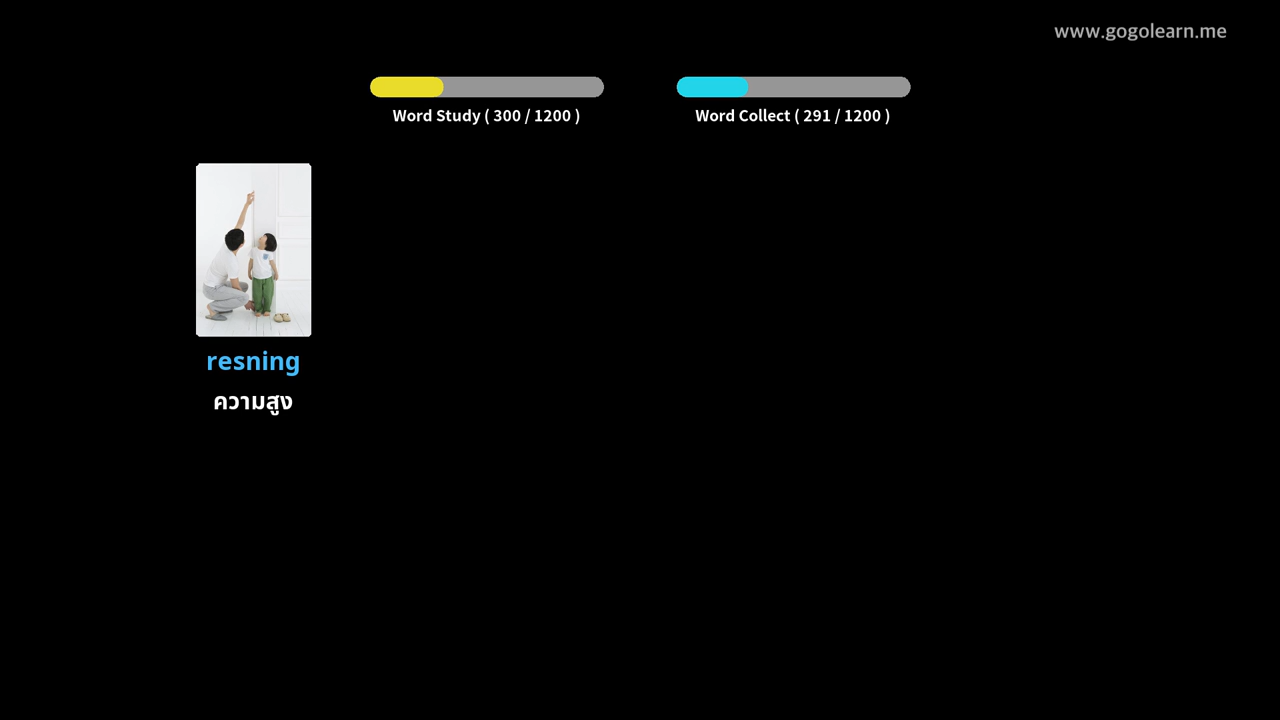 www.gogolearn.me
Word Study ( 300 / 1200 )
Word Collect ( 291 / 1200 )
resning
ความสูง